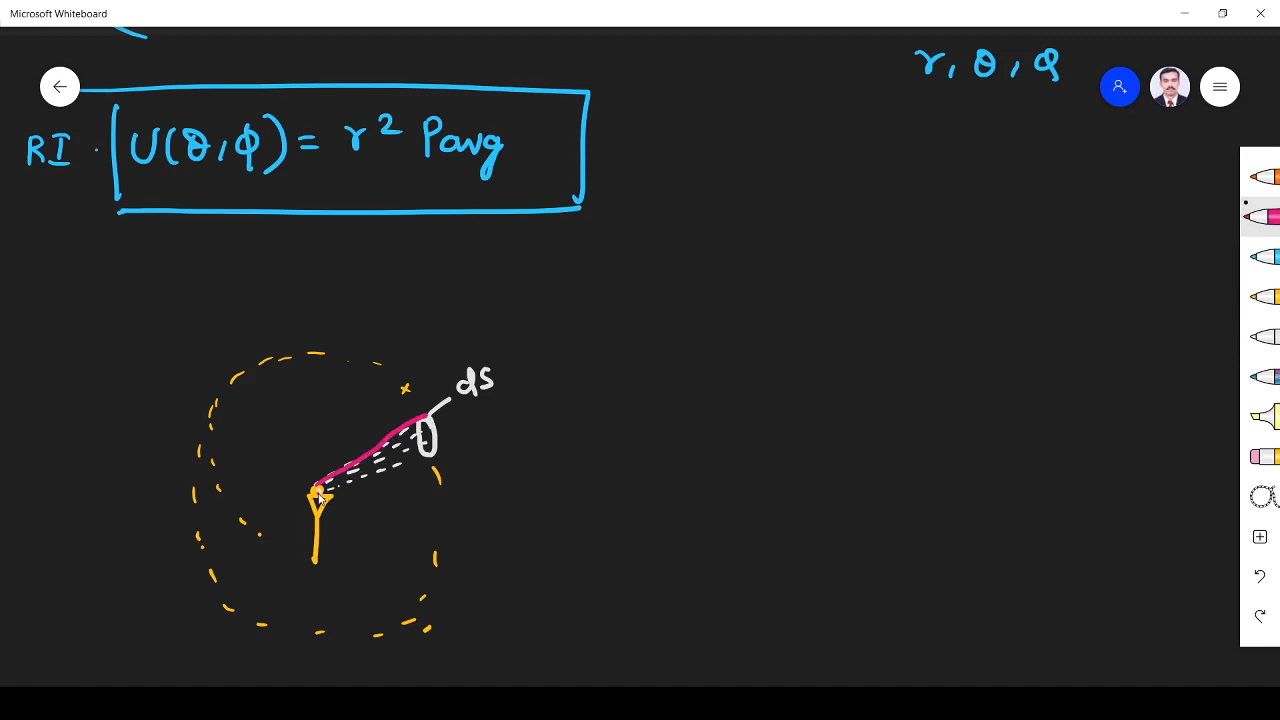 Microsoft Whiteboard
r, θ, φ
RI . U(θ,ϕ) = r² Pavg
ds